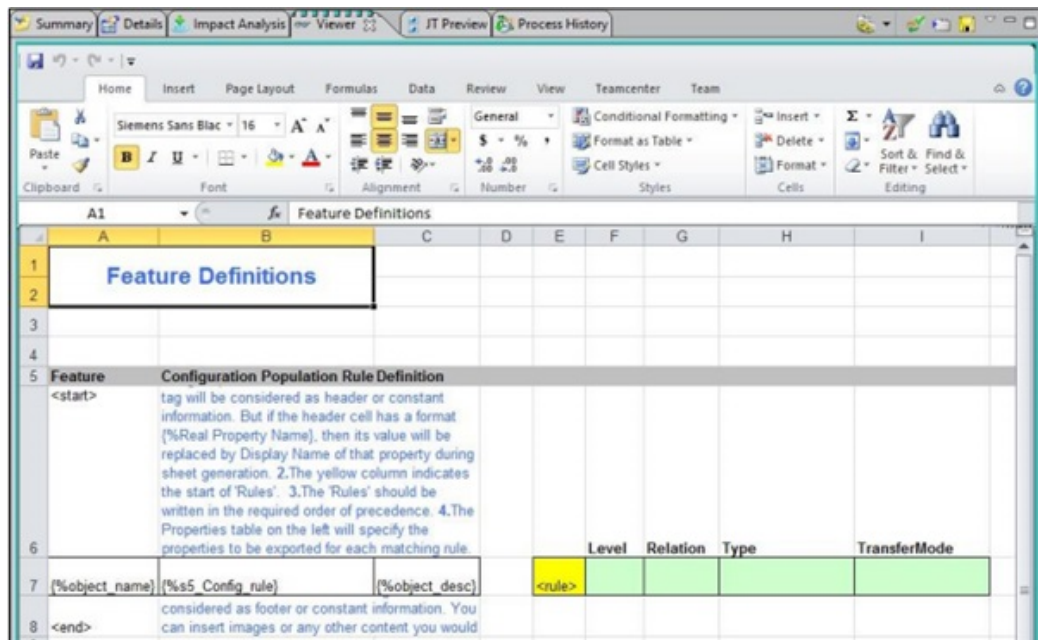 Summary Details Impact Analysis Viewer JT Preview Process History
Home Insert Page Layout Formulas Data Review View Teamcenter Team
Siemens Sans Blac 16 A A General Conditional Formatting Insert Σ
Paste B I U A $ % , Format as Table Delete Sort & Find &
Cell Styles Format Filter Select
Clipboard Font Alignment Number Styles Cells Editing
A1 fx Feature Definitions
A B C D E F G H I
1 Feature Definitions
2
3
4
5 Feature Configuration Population Rule Definition
<start> tag will be considered as header or constant
information. But if the header cell has a format
{%Real Property Name}, then its value will be
replaced by Display Name of that property during
sheet generation. 2.The yellow column indicates
the start of 'Rules'. 3.The 'Rules' should be
written in the required order of precedence. 4.The
Properties table on the left will specify the
6 properties to be exported for each matching rule. Level Relation Type TransferMode
7 {%object_name} {%s5_Config_rule} {%object_desc} <rule>
considered as footer or constant information. You
8 <end> can insert images or any other content you would